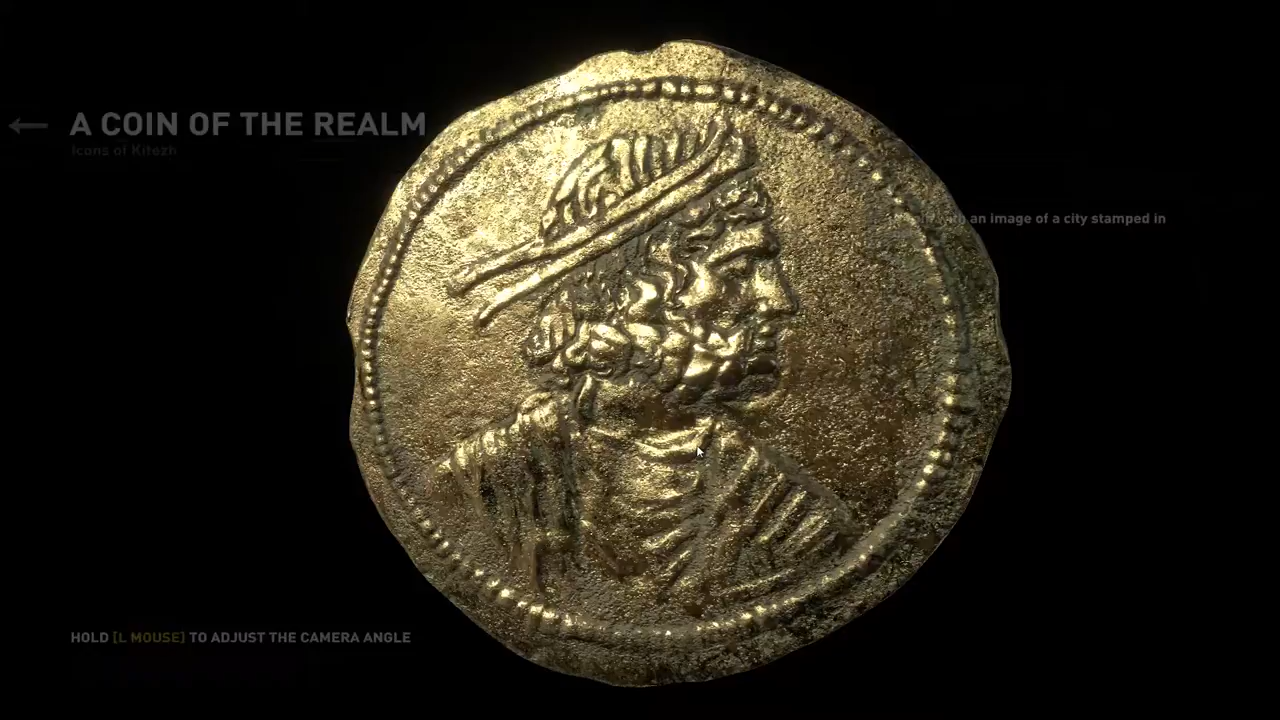 A COIN OF THE REALM
Icons of Kitezh
an image of a city stamped in
HOLD [L MOUSE] TO ADJUST THE CAMERA ANGLE